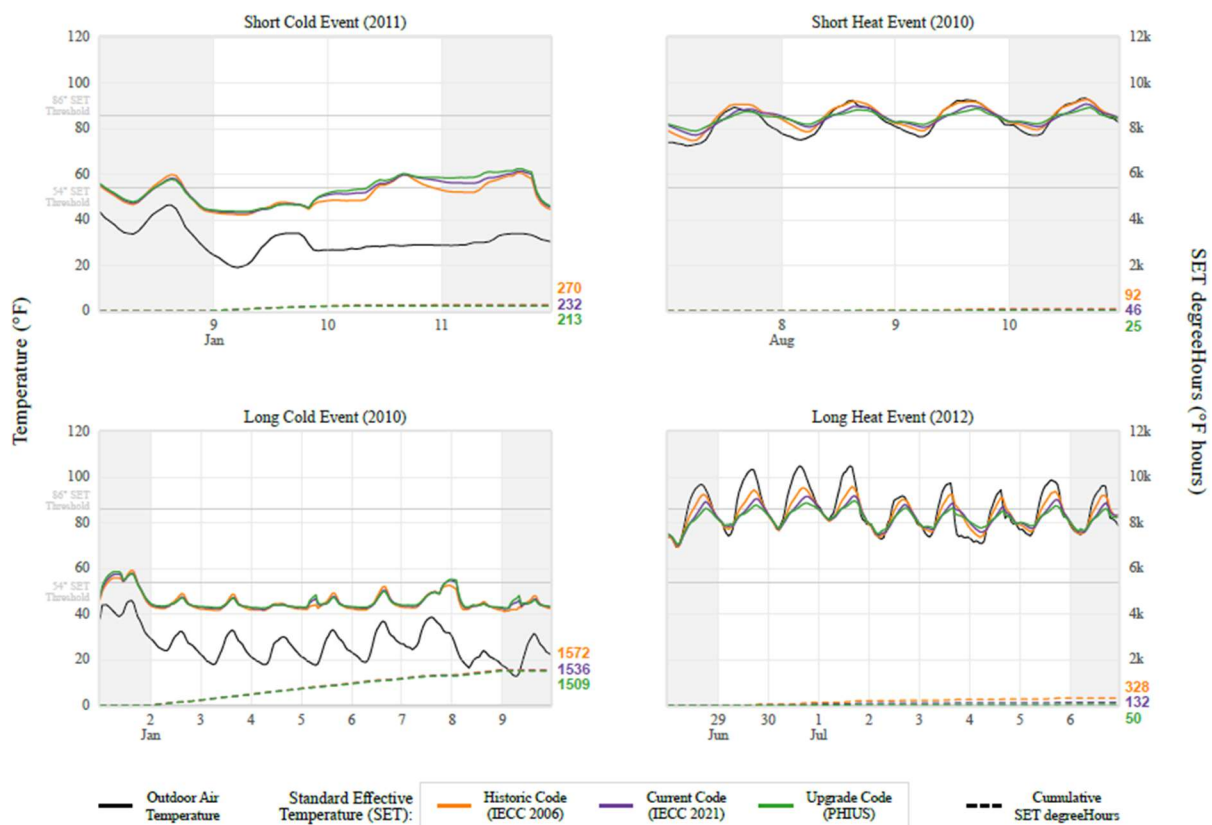 Short Cold Event (2011)
120
100
86° SET
Threshold
80
60
54° SET
Threshold
40
20
0
9
Jan
10
11
270
232
213
Short Heat Event (2010)
12k
10k
8k
6k
4k
2k
8
Aug
9
10
92
46
25
Temperature (°F)
SET degreeHours (°F hours)
Long Cold Event (2010)
120
100
86° SET
Threshold
80
60
54° SET
Threshold
40
20
0
2
Jan
3
4
5
6
7
8
9
1572
1536
1509
Long Heat Event (2012)
12k
10k
8k
6k
4k
2k
29
Jun
30
1
Jul
2
3
4
5
6
328
132
50
Outdoor Air
Temperature
Standard Effective
Temperature (SET):
Historic Code
(IECC 2006)
Current Code
(IECC 2021)
Upgrade Code
(PHIUS)
Cumulative
SET degreeHours